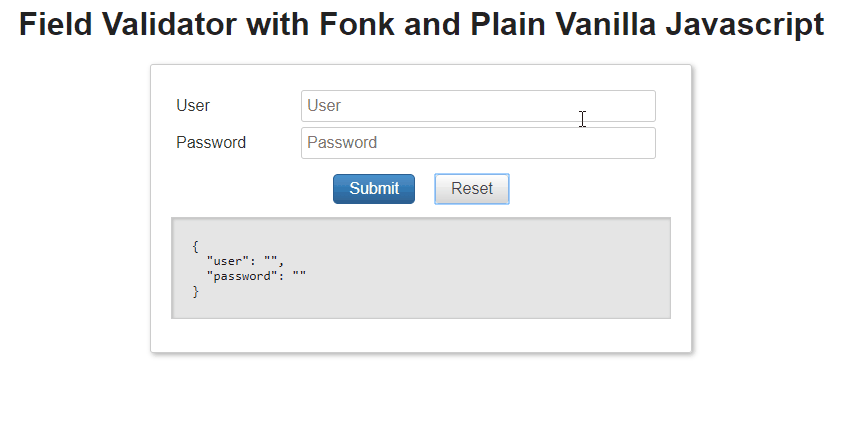 Field Validator with Fonk and Plain Vanilla Javascript
User User
Password Password
Submit Reset
{
"user": "",
"password": ""
}